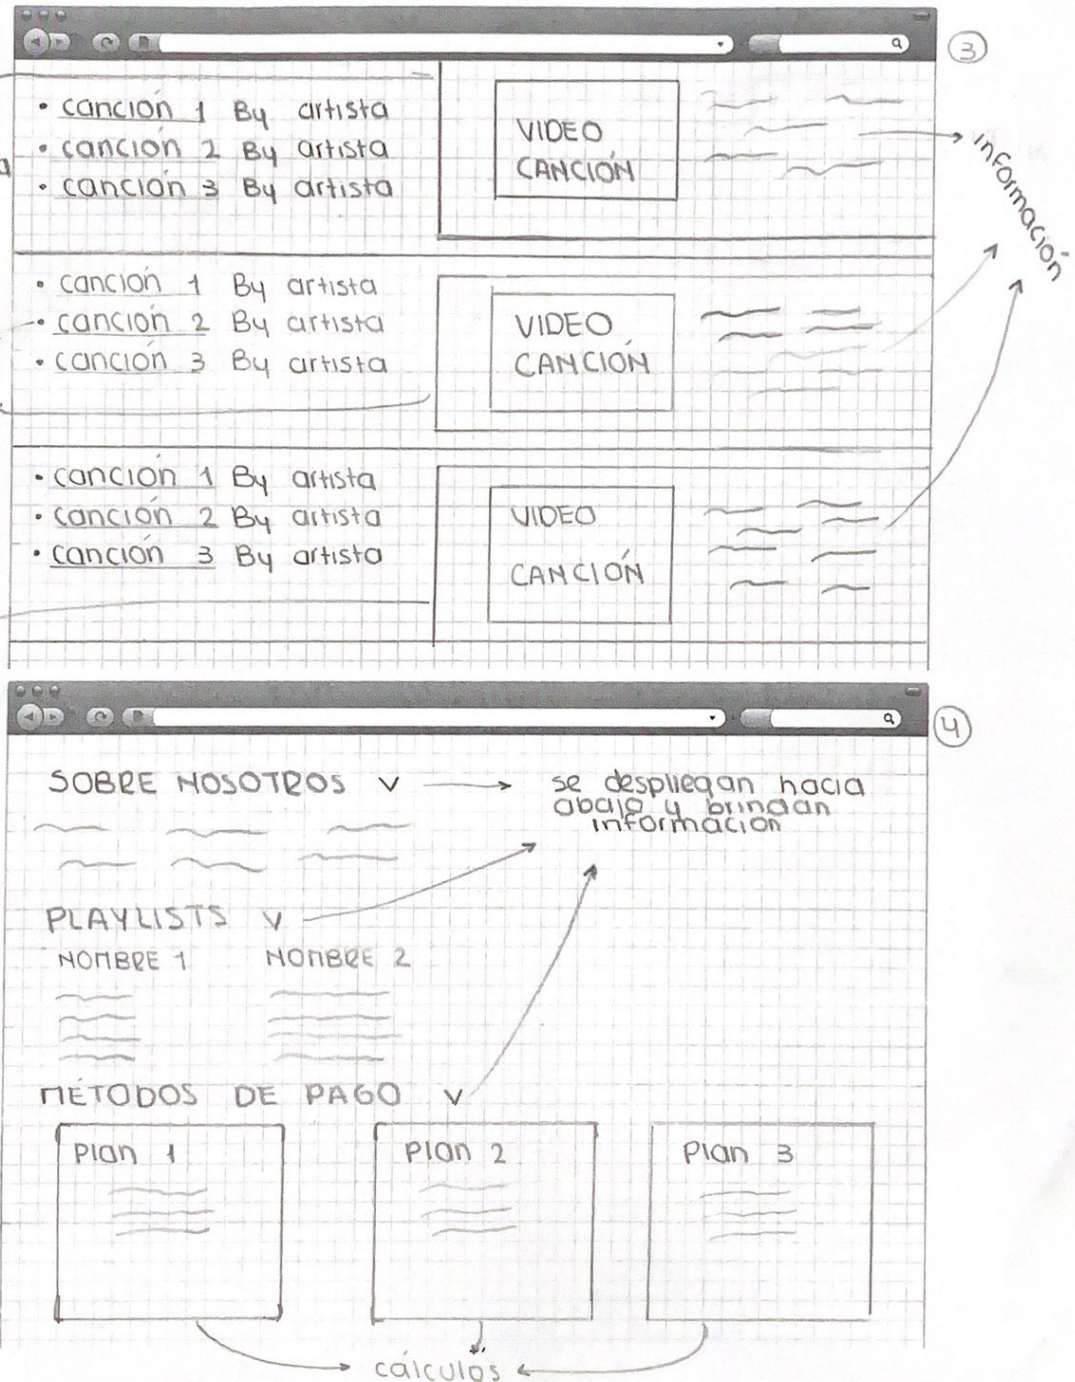 3
• canción 1 By artista
• canción 2 By artista
• canción 3 By artista
VIDEO
CANCIÓN
información
• canción 1 By artista
• canción 2 By artista
• canción 3 By artista
VIDEO
CANCIÓN
• canción 1 By artista
• canción 2 By artista
• canción 3 By artista
VIDEO
CANCIÓN
4
SOBRE NOSOTROS V
se despliegan hacia
abajo y brindan
información
PLAYLISTS V
NOMBRE 1 NOMBRE 2
MÉTODOS DE PAGO V
Plan 1
Plan 2
Plan 3
cálculos